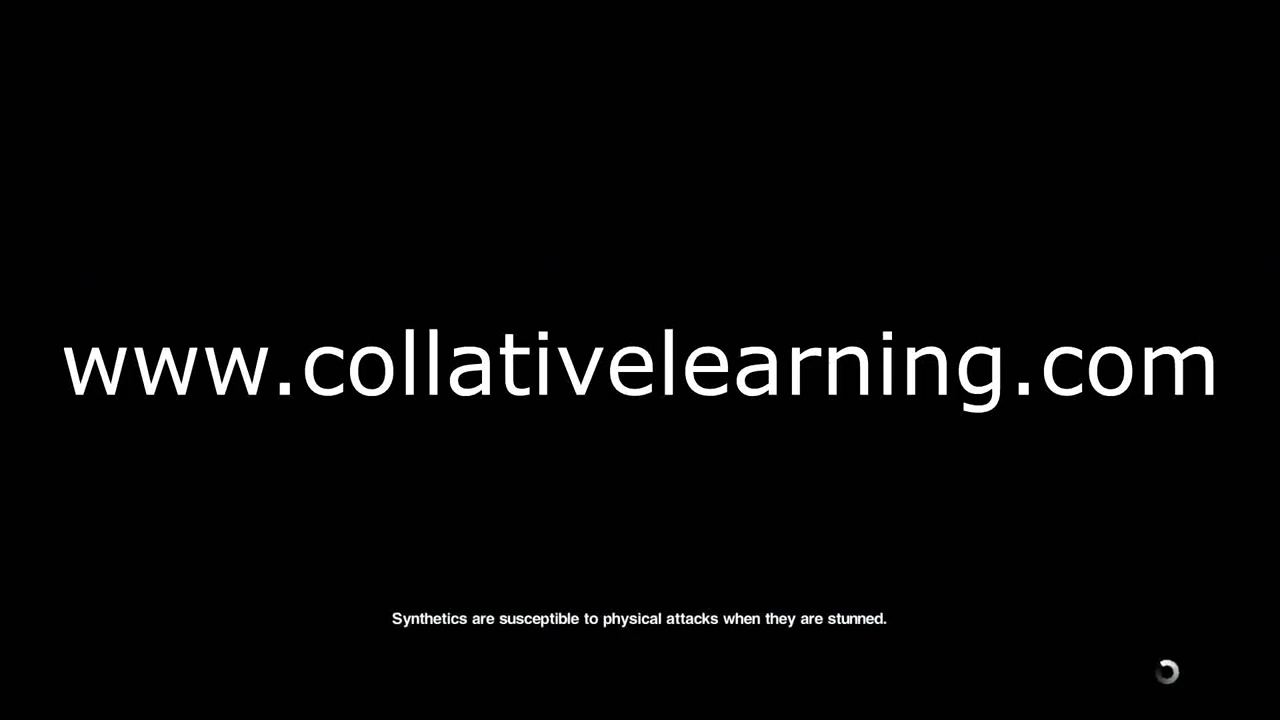 www.collativelearning.com
Synthetics are susceptible to physical attacks when they are stunned.